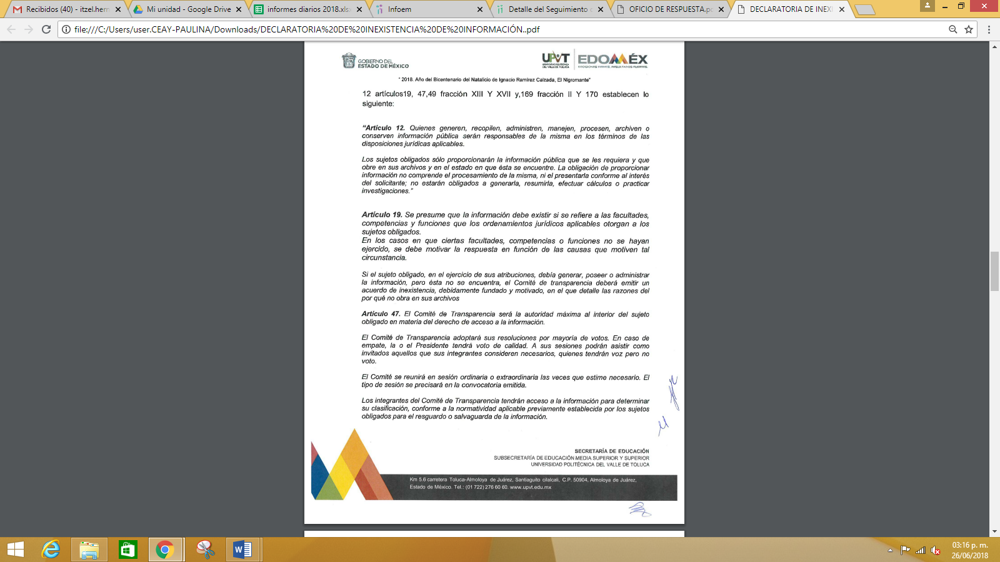 Recibidos (40) - itzel.hern
Mi unidad - Google Drive
informes diarios 2018.xls
Infoem
Detalle del Seguimiento
OFICIO DE RESPUESTA.p
DECLARATORIA DE INEX
file:///C:/Users/user.CEAY-PAULINA/Downloads/DECLARATORIA%20DE%20INEXISTENCIA%20DE%20INFORMACIÓN..pdf
GOBIERNO DEL
ESTADO DE MÉXICO
UPVT
UNIVERSIDAD POLITÉCNICA
DEL VALLE DE TOLUCA
EDOMÉX
DECISIONES FIRMES, RESULTADOS FUERTES.
" 2018. Año del Bicentenario del Natalicio de Ignacio Ramírez Calzada, El Nigromante"
12 artículos19, 47,49 fracción XIII Y XVII y,169 fracción II Y 170 establecen lo
siguiente:
“Artículo 12. Quienes generen, recopilen, administren, manejen, procesen, archiven o
conserven información pública serán responsables de la misma en los términos de las
disposiciones jurídicas aplicables.
Los sujetos obligados sólo proporcionarán la información pública que se les requiera y que
obre en sus archivos y en el estado en que ésta se encuentre. La obligación de proporcionar
información no comprende el procesamiento de la misma, ni el presentarla conforme al interés
del solicitante; no estarán obligados a generarla, resumirla, efectuar cálculos o practicar
investigaciones."
Artículo 19. Se presume que la información debe existir si se refiere a las facultades,
competencias y funciones que los ordenamientos jurídicos aplicables otorgan a los
sujetos obligados.
En los casos en que ciertas facultades, competencias o funciones no se hayan
ejercido, se debe motivar la respuesta en función de las causas que motiven tal
circunstancia.
Si el sujeto obligado, en el ejercicio de sus atribuciones, debía generar, poseer o administrar
la información, pero ésta no se encuentra, el Comité de transparencia deberá emitir un
acuerdo de inexistencia, debidamente fundado y motivado, en el que detalle las razones del
por qué no obra en sus archivos
Artículo 47. El Comité de Transparencia será la autoridad máxima al interior del sujeto
obligado en materia del derecho de acceso a la información.
El Comité de Transparencia adoptará sus resoluciones por mayoría de votos. En caso de
empate, la o el Presidente tendrá voto de calidad. A sus sesiones podrán asistir como
invitados aquellos que sus integrantes consideren necesarios, quienes tendrán voz pero no
voto.
El Comité se reunirá en sesión ordinaria o extraordinaria las veces que estime necesario. El
tipo de sesión se precisará en la convocatoria emitida.
Los integrantes del Comité de Transparencia tendrán acceso a la información para determinar
su clasificación, conforme a la normatividad aplicable previamente establecida por los sujetos
obligados para el resguardo o salvaguarda de la información.
SECRETARÍA DE EDUCACIÓN
SUBSECRETARÍA DE EDUCACIÓN MEDIA SUPERIOR Y SUPERIOR
UNIVERSIDAD POLITÉCNICA DEL VALLE DE TOLUCA
Km 5.6 carretera Toluca-Almoloya de Juárez, Santiaguito cilalcali, C.P. 50904, Almoloya de Juárez,
Estado de México. Tel.: (01 722) 276 60 60. www.upvt.edu.mx
03:16 p. m.
26/06/2018